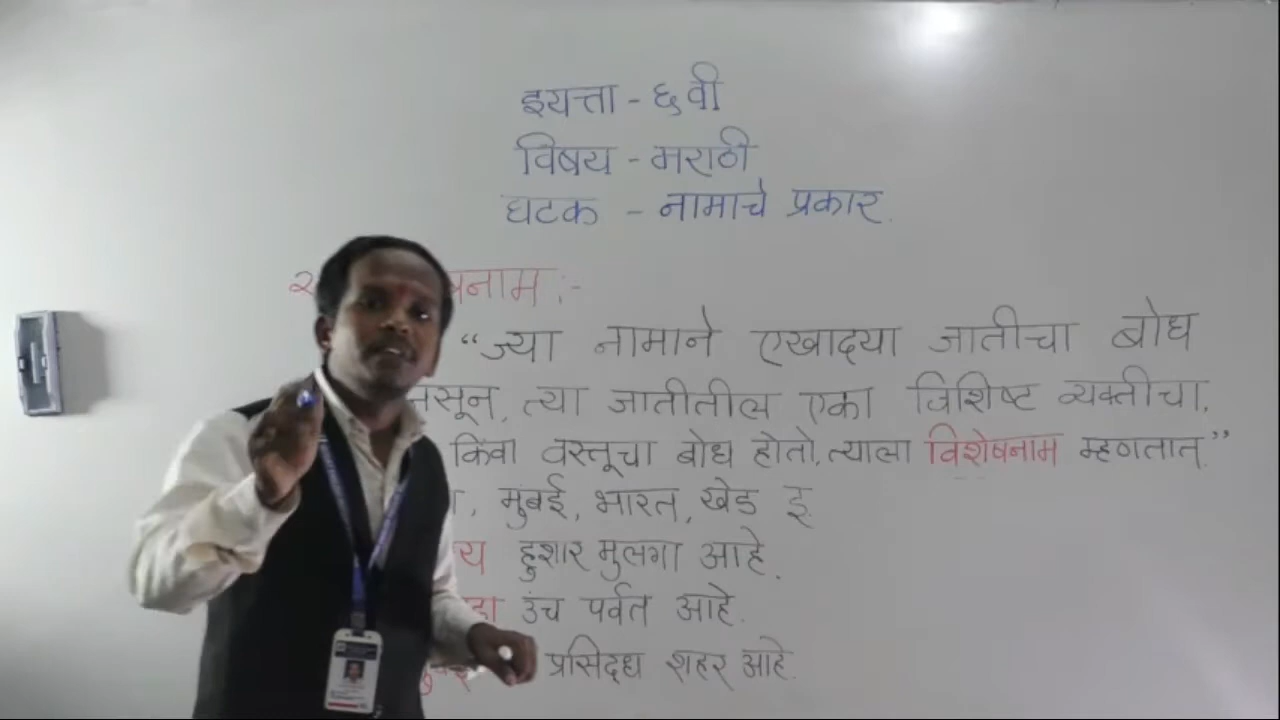 इयत्ता - ६वी
विषय - मराठी
घटक - नामाचे प्रकार.
२ नाम :-
“ज्या नामाने एखादया जातीचा बोध
नसून, त्या जातीतील एका विशिष्ट व्यक्तीचा,
किंवा वस्तूचा बोध होतो, त्याला विशेषनाम म्हणतात.”
, मुंबई, भारत, खेड इ.
य हुशार मुलगा आहे.
उंच पर्वत आहे.
प्रसिद्ध शहर आहे.